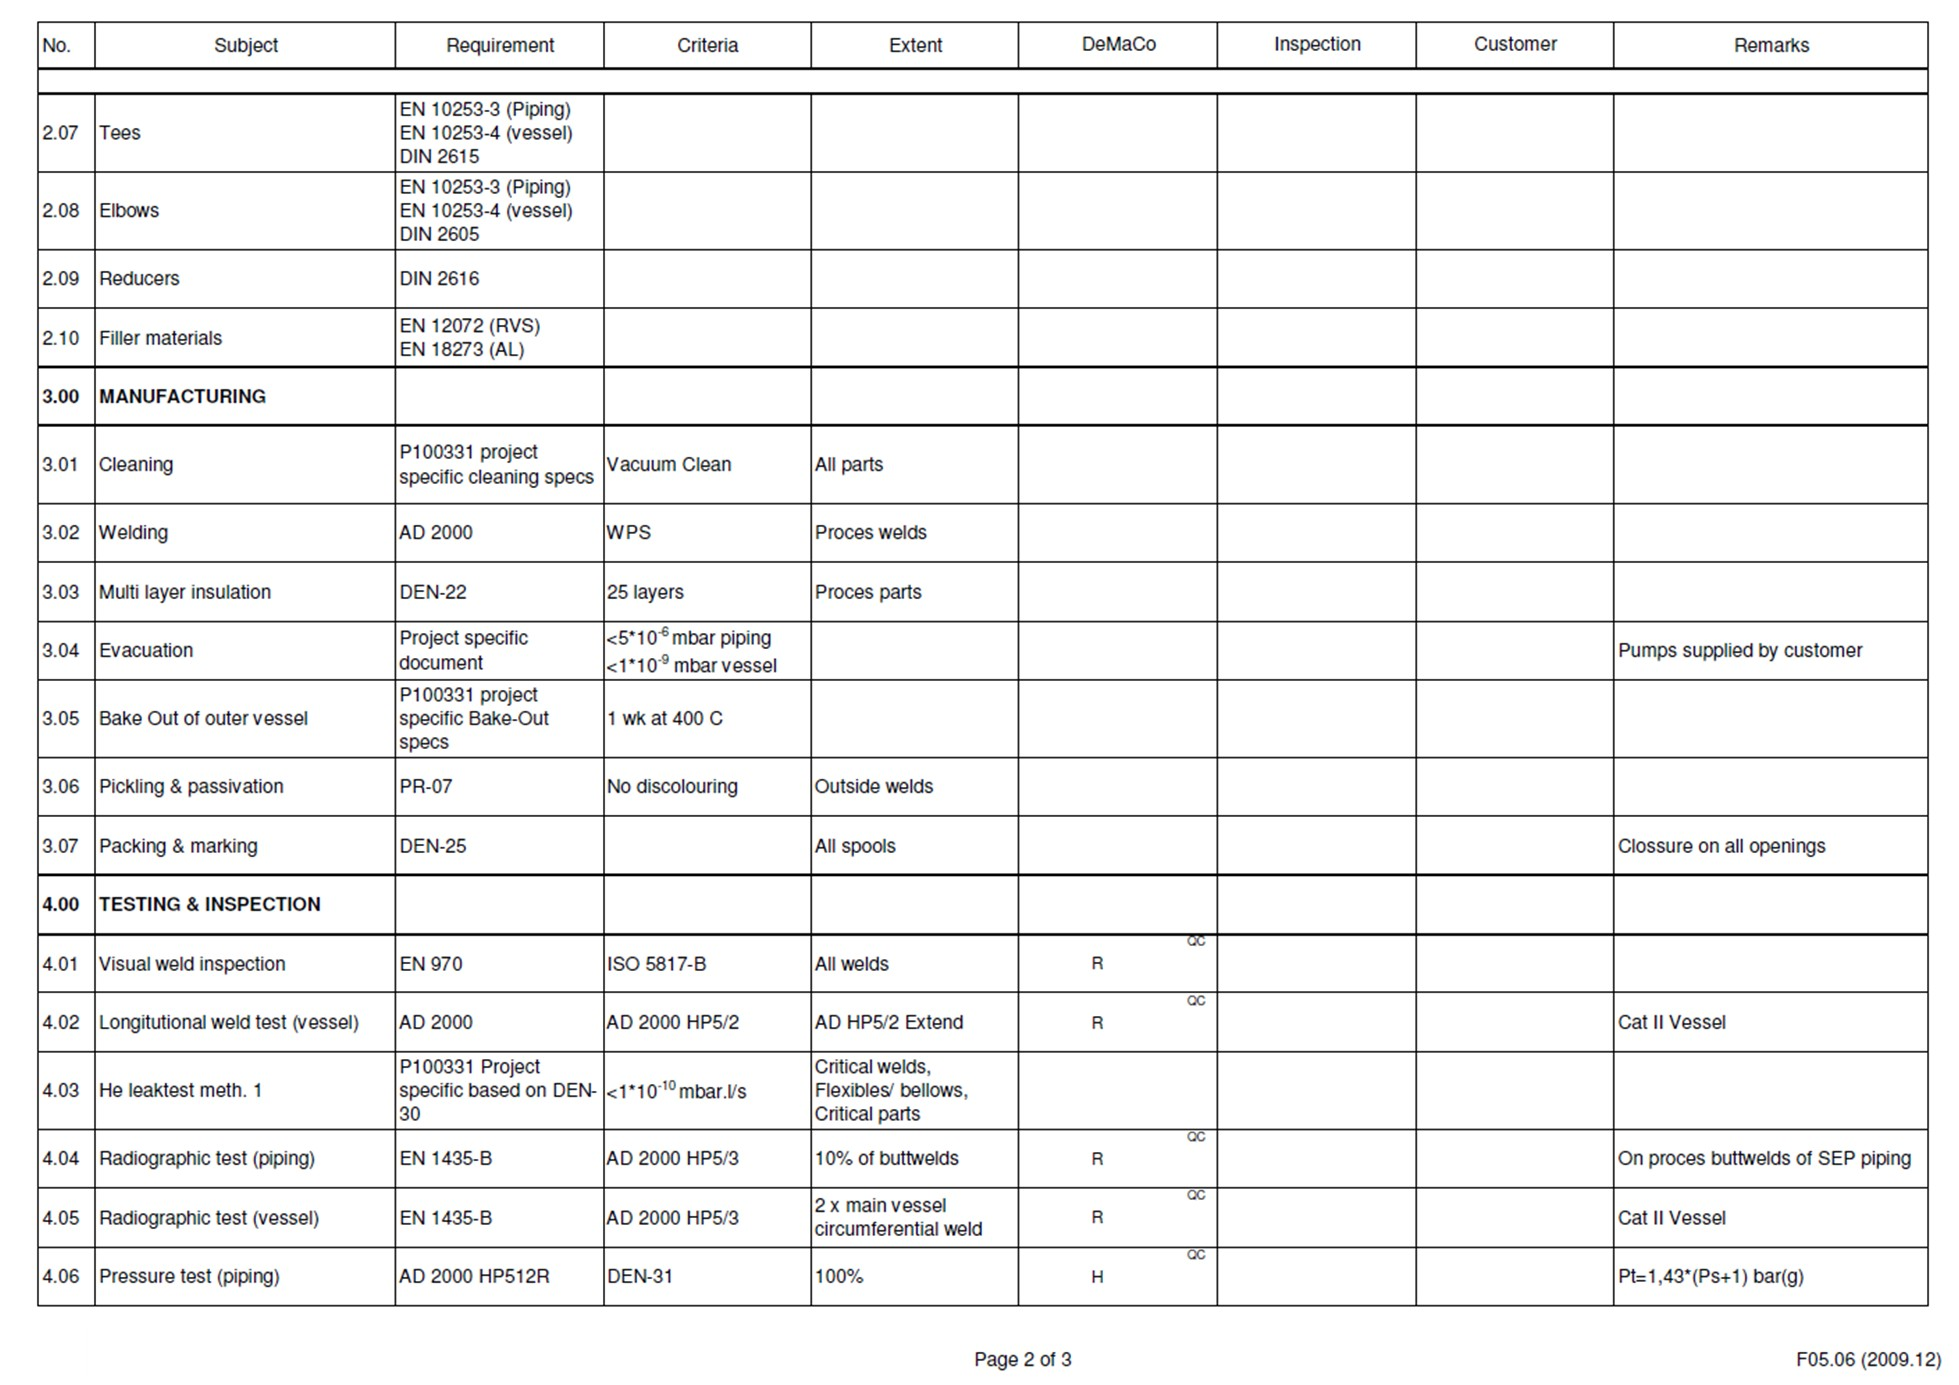 No. Subject Requirement Criteria Extent DeMaCo Inspection Customer Remarks
2.07 Tees EN 10253-3 (Piping)
EN 10253-4 (vessel)
DIN 2615
2.08 Elbows EN 10253-3 (Piping)
EN 10253-4 (vessel)
DIN 2605
2.09 Reducers DIN 2616
2.10 Filler materials EN 12072 (RVS)
EN 18273 (AL)
3.00 MANUFACTURING
3.01 Cleaning P100331 project
specific cleaning specs Vacuum Clean All parts
3.02 Welding AD 2000 WPS Proces welds
3.03 Multi layer insulation DEN-22 25 layers Proces parts
3.04 Evacuation Project specific
document <5*10⁻⁶ mbar piping
<1*10⁻⁹ mbar vessel Pumps supplied by customer
3.05 Bake Out of outer vessel P100331 project
specific Bake-Out
specs 1 wk at 400 C
3.06 Pickling & passivation PR-07 No discolouring Outside welds
3.07 Packing & marking DEN-25 All spools Clossure on all openings
4.00 TESTING & INSPECTION
4.01 Visual weld inspection EN 970 ISO 5817-B All welds R QC
4.02 Longitutional weld test (vessel) AD 2000 AD 2000 HP5/2 AD HP5/2 Extend R QC Cat II Vessel
4.03 He leaktest meth. 1 P100331 Project
specific based on DEN-
30 <1*10⁻¹⁰ mbar.l/s Critical welds,
Flexibles/ bellows,
Critical parts
4.04 Radiographic test (piping) EN 1435-B AD 2000 HP5/3 10% of buttwelds R QC On proces buttwelds of SEP piping
4.05 Radiographic test (vessel) EN 1435-B AD 2000 HP5/3 2 x main vessel
circumferential weld R QC Cat II Vessel
4.06 Pressure test (piping) AD 2000 HP512R DEN-31 100% H QC Pt=1,43*(Ps+1) bar(g)
Page 2 of 3 F05.06 (2009.12)